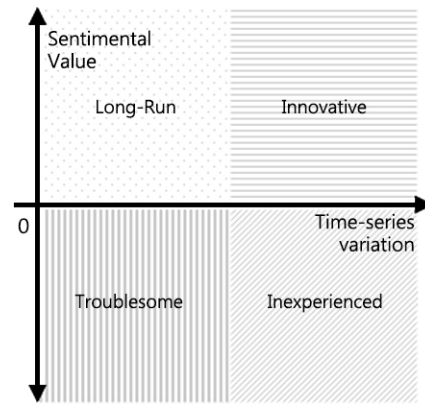 Sentimental
Value
Long-Run
Innovative
0
Time-series
variation
Troublesome
Inexperienced